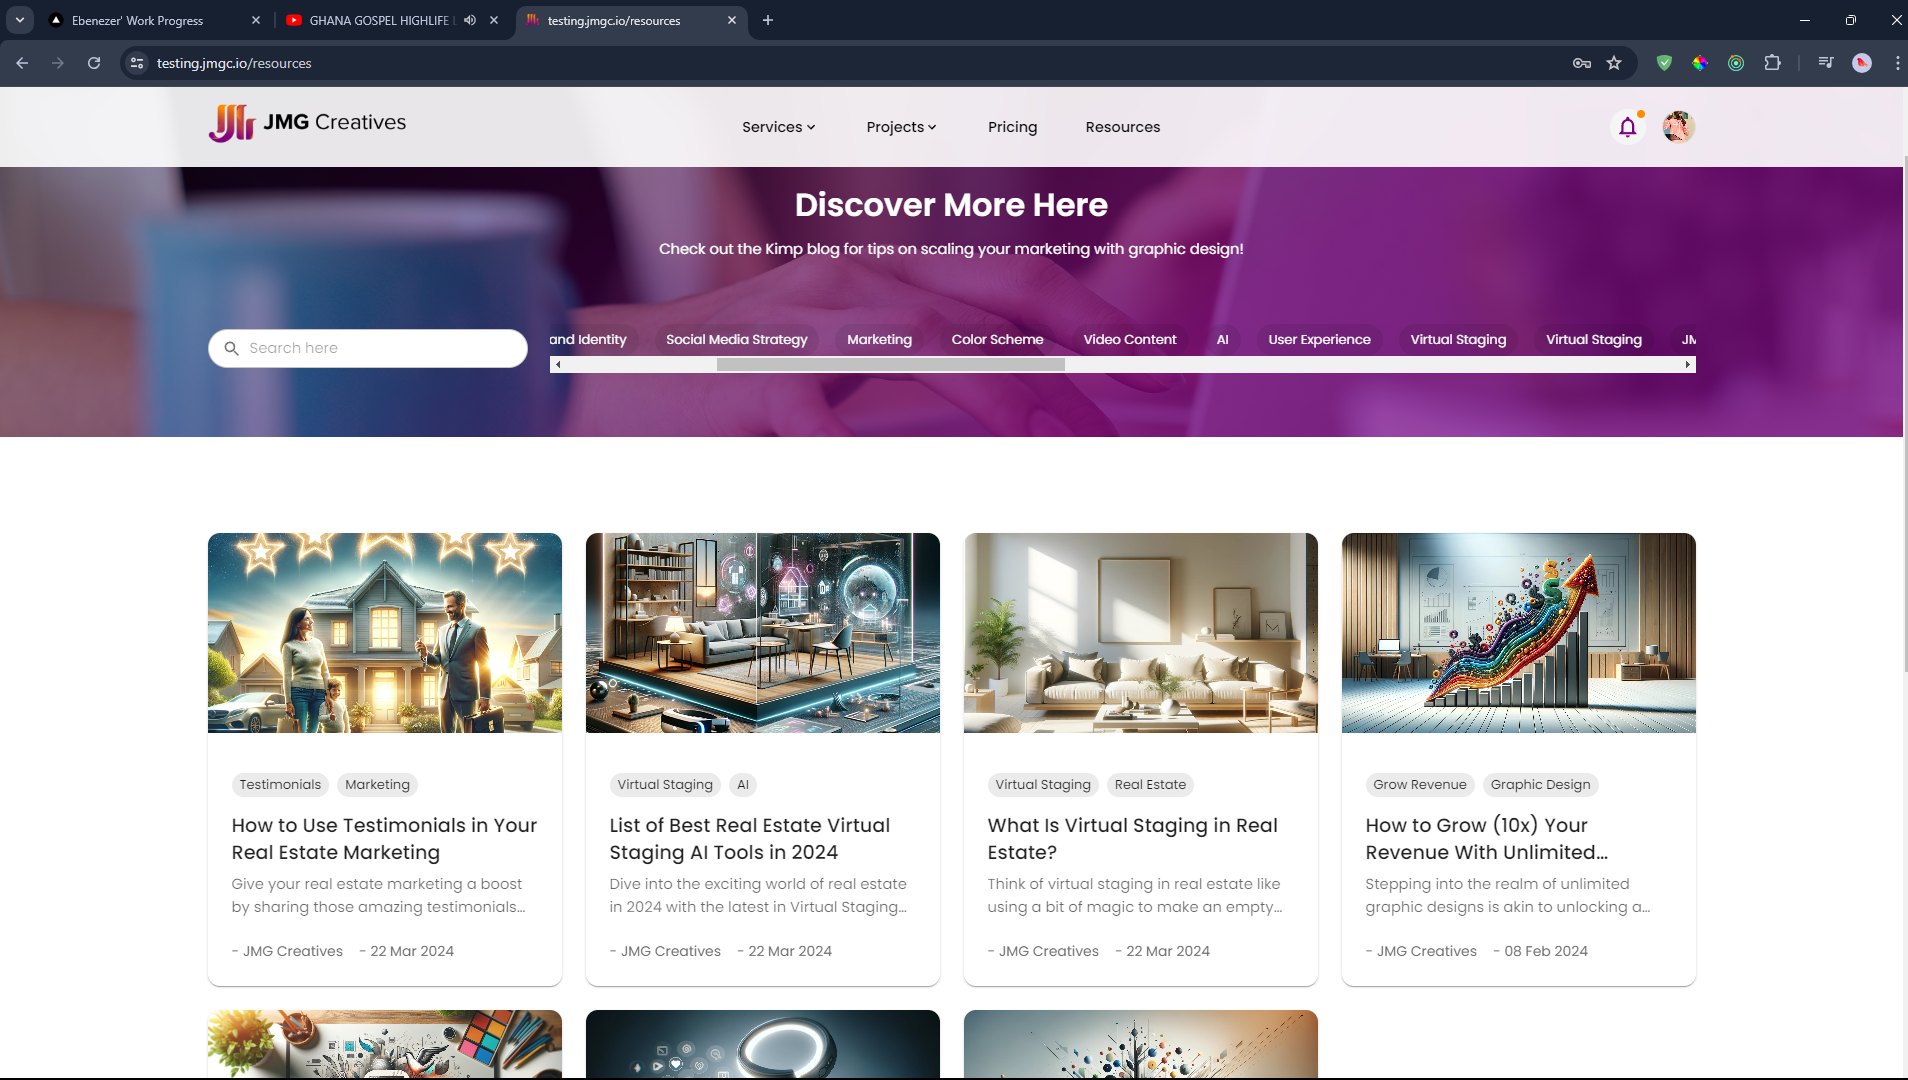 Ebenezer' Work Progress
GHANA GOSPEL HIGHLIFE
testing.jmgc.io/resources
testing.jmgc.io/resources
JMG Creatives
Services
Projects
Pricing
Resources
Discover More Here
Check out the Kimp blog for tips on scaling your marketing with graphic design!
Search here
and Identity
Social Media Strategy
Marketing
Color Scheme
Video Content
AI
User Experience
Virtual Staging
Virtual Staging
JM
Testimonials
Marketing
How to Use Testimonials in Your
Real Estate Marketing
Give your real estate marketing a boost
by sharing those amazing testimonials...
- JMG Creatives - 22 Mar 2024
Virtual Staging
AI
List of Best Real Estate Virtual
Staging AI Tools in 2024
Dive into the exciting world of real estate
in 2024 with the latest in Virtual Staging...
- JMG Creatives - 22 Mar 2024
Virtual Staging
Real Estate
What Is Virtual Staging in Real
Estate?
Think of virtual staging in real estate like
using a bit of magic to make an empty...
- JMG Creatives - 22 Mar 2024
Grow Revenue
Graphic Design
How to Grow (10x) Your
Revenue With Unlimited...
Stepping into the realm of unlimited
graphic designs is akin to unlocking a...
- JMG Creatives - 08 Feb 2024